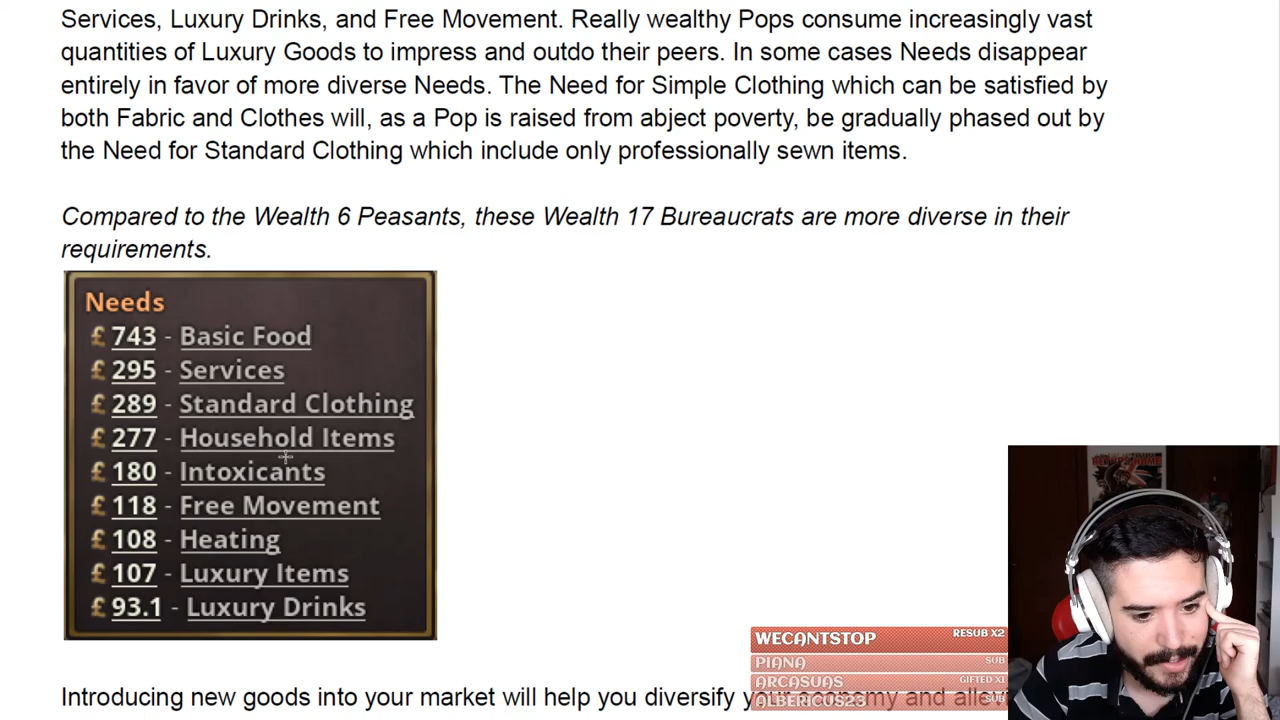 Services, Luxury Drinks, and Free Movement. Really wealthy Pops consume increasingly vast
quantities of Luxury Goods to impress and outdo their peers. In some cases Needs disappear
entirely in favor of more diverse Needs. The Need for Simple Clothing which can be satisfied by
both Fabric and Clothes will, as a Pop is raised from abject poverty, be gradually phased out by
the Need for Standard Clothing which include only professionally sewn items.
Compared to the Wealth 6 Peasants, these Wealth 17 Bureaucrats are more diverse in their
requirements.
Needs
£ 743 - Basic Food
£ 295 - Services
£ 289 - Standard Clothing
£ 277 - Household Items
£ 180 - Intoxicants
£ 118 - Free Movement
£ 108 - Heating
£ 107 - Luxury Items
£ 93.1 - Luxury Drinks
WECANTSTOP RESUB X2
PIANA SUB
ARCASUAS GIFTED X1
ALBERICUS23 SUB
Introducing new goods into your market will help you diversify your economy and